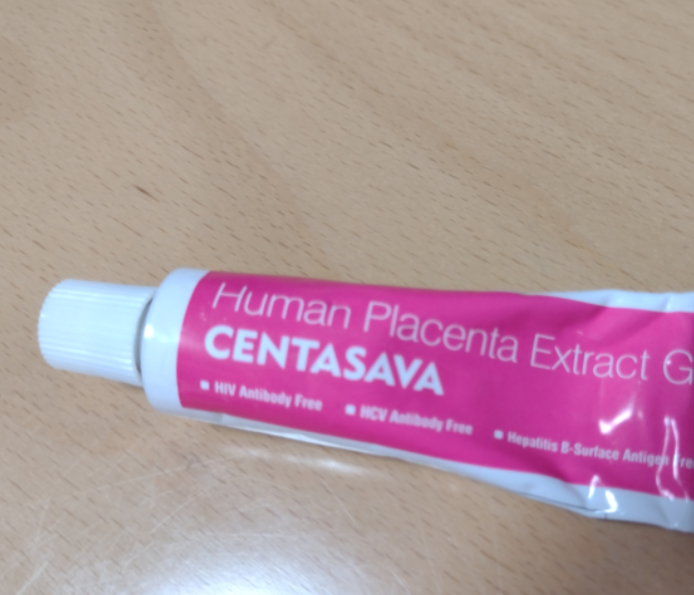 Human Placenta Extract G
CENTASAVA
▪ HIV Antibody Free ▪ HCV Antibody Free ▪ Hepatitis B-Surface Antigen